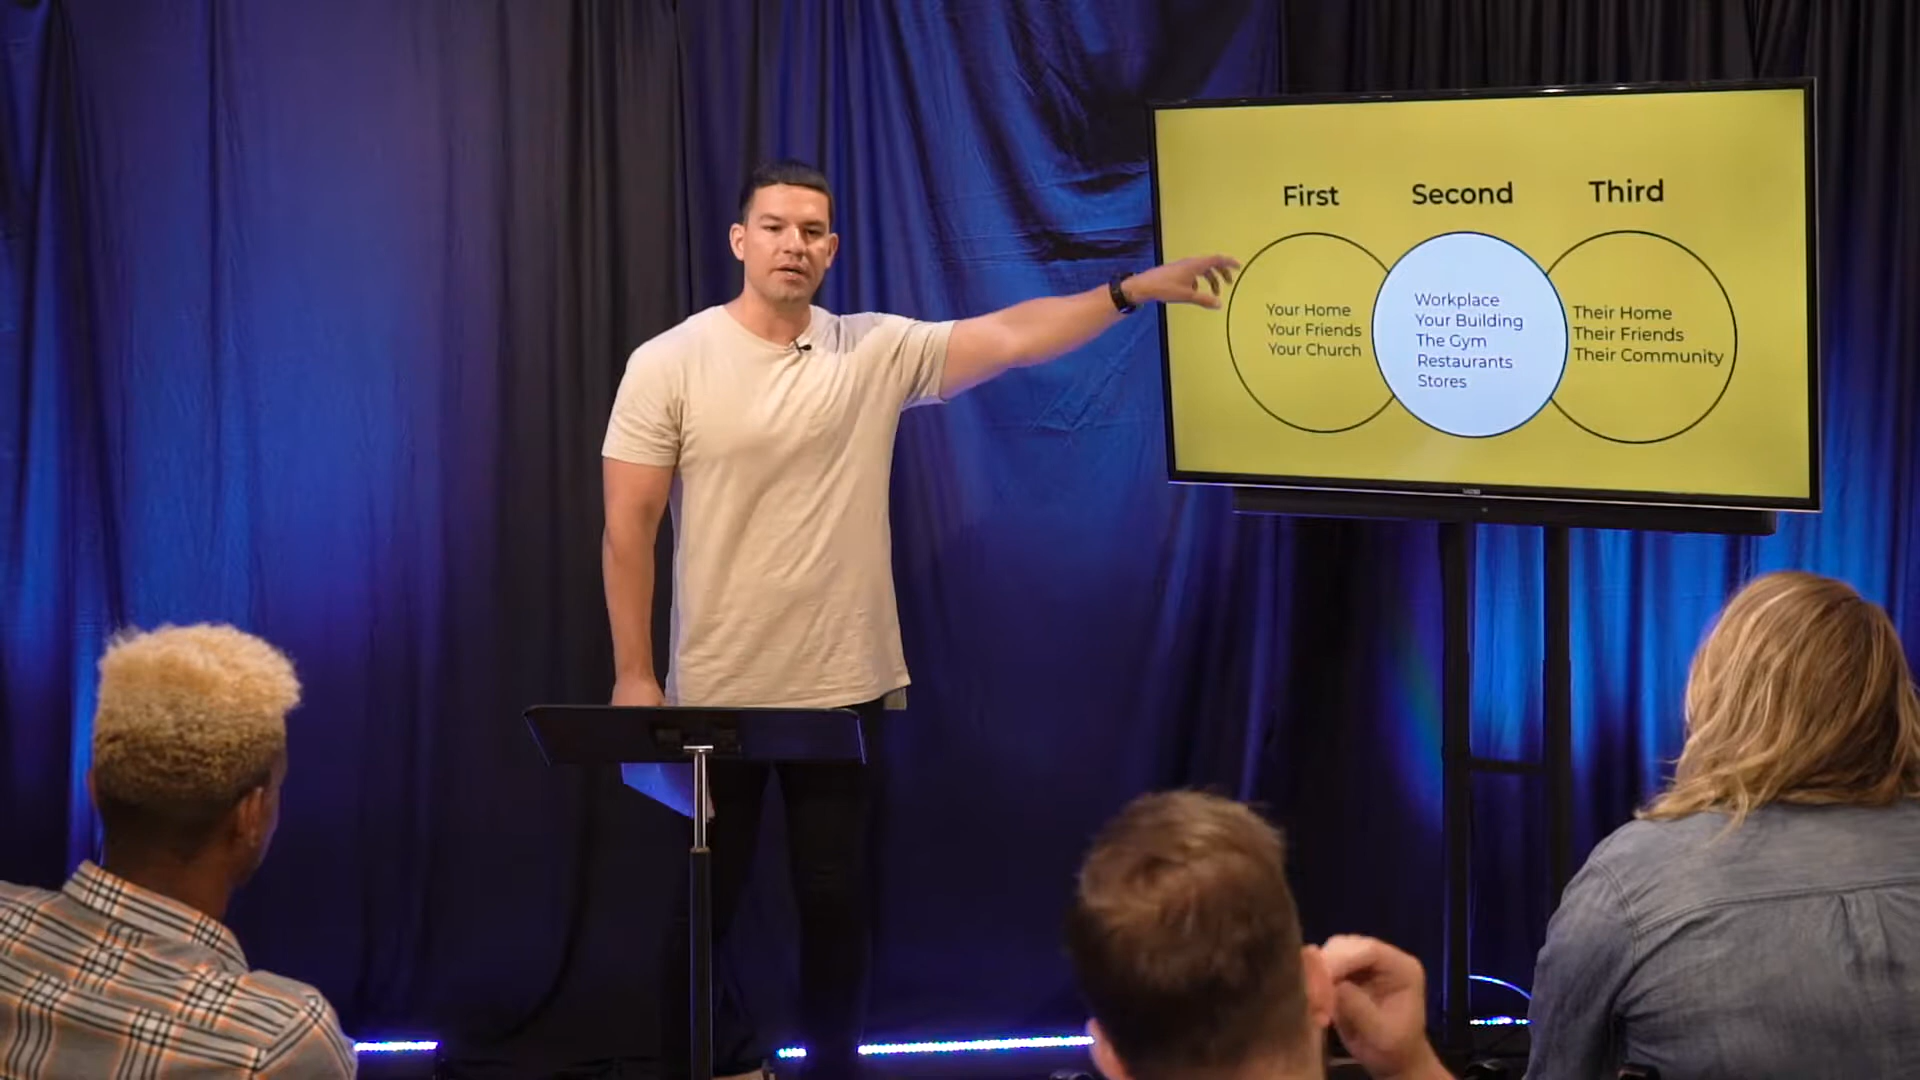 First
Second
Third
Your Home
Your Friends
Your Church
Workplace
Your Building
The Gym
Restaurants
Stores
Their Home
Their Friends
Their Community